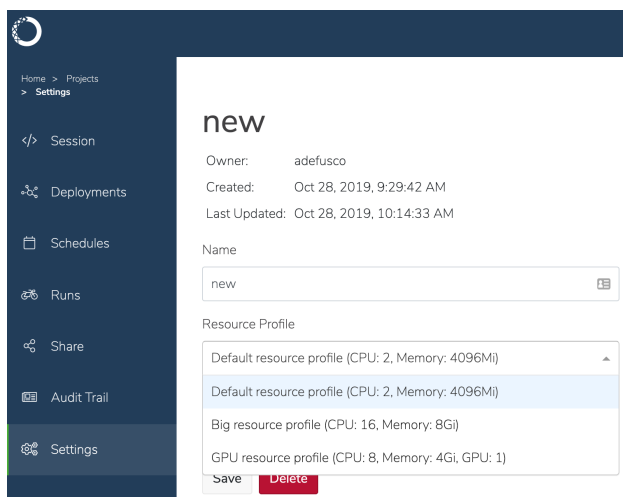 Home > Projects
> Settings
Session
Deployments
Schedules
Runs
Share
Audit Trail
Settings
new
Owner: adefusco
Created: Oct 28, 2019, 9:29:42 AM
Last Updated: Oct 28, 2019, 10:14:33 AM
Name
new
Resource Profile
Default resource profile (CPU: 2, Memory: 4096Mi)
Default resource profile (CPU: 2, Memory: 4096Mi)
Big resource profile (CPU: 16, Memory: 8Gi)
GPU resource profile (CPU: 8, Memory: 4Gi, GPU: 1)
Save Delete